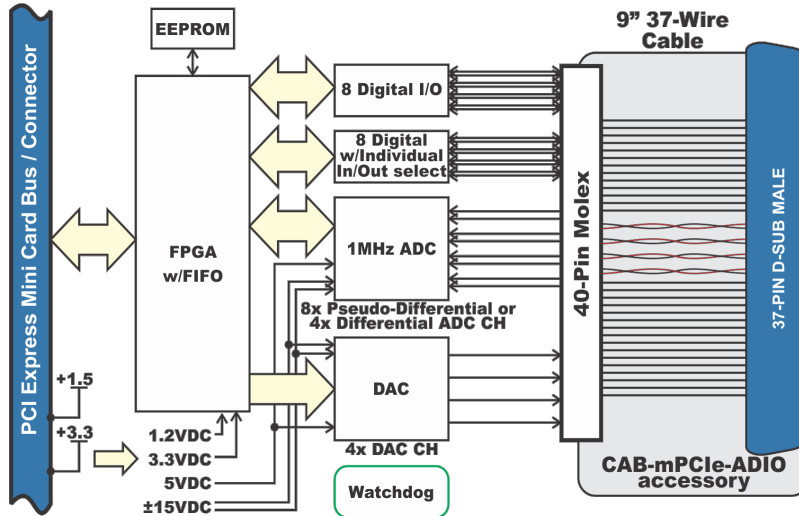 9” 37-Wire
Cable
EEPROM
PCI Express Mini Card Bus / Connector
FPGA
w/FIFO
8 Digital I/O
8 Digital
w/Individual
In/Out select
1MHz ADC
8x Pseudo-Differential or
4x Differential ADC CH
DAC
4x DAC CH
Watchdog
40-Pin Molex
37-PIN D-SUB MALE
+1.5
+3.3
1.2VDC
3.3VDC
5VDC
±15VDC
CAB-mPCIe-ADIO
accessory